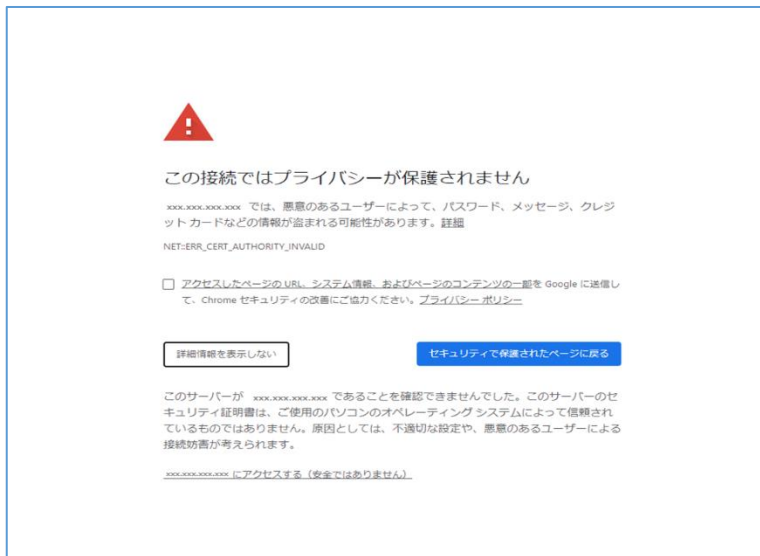 この接続ではプライバシーが保護されません
xxx.xxx.xxx.xxx では、悪意のあるユーザーによって、パスワード、メッセージ、クレジ
ット カードなどの情報が盗まれる可能性があります。詳細
NET::ERR_CERT_AUTHORITY_INVALID
アクセスしたページの URL、システム情報、およびページのコンテンツの一部を Google に送信し
て、Chrome セキュリティの改善にご協力ください。プライバシー ポリシー
詳細情報を表示しない
セキュリティで保護されたページに戻る
このサーバーが xxx.xxx.xxx.xxx であることを確認できませんでした。このサーバーのセ
キュリティ証明書は、ご使用のパソコンのオペレーティング システムによって信頼され
ているものではありません。原因としては、不適切な設定や、悪意のあるユーザーによる
接続妨害が考えられます。
xxx.xxx.xxx.xxx にアクセスする（安全ではありません）